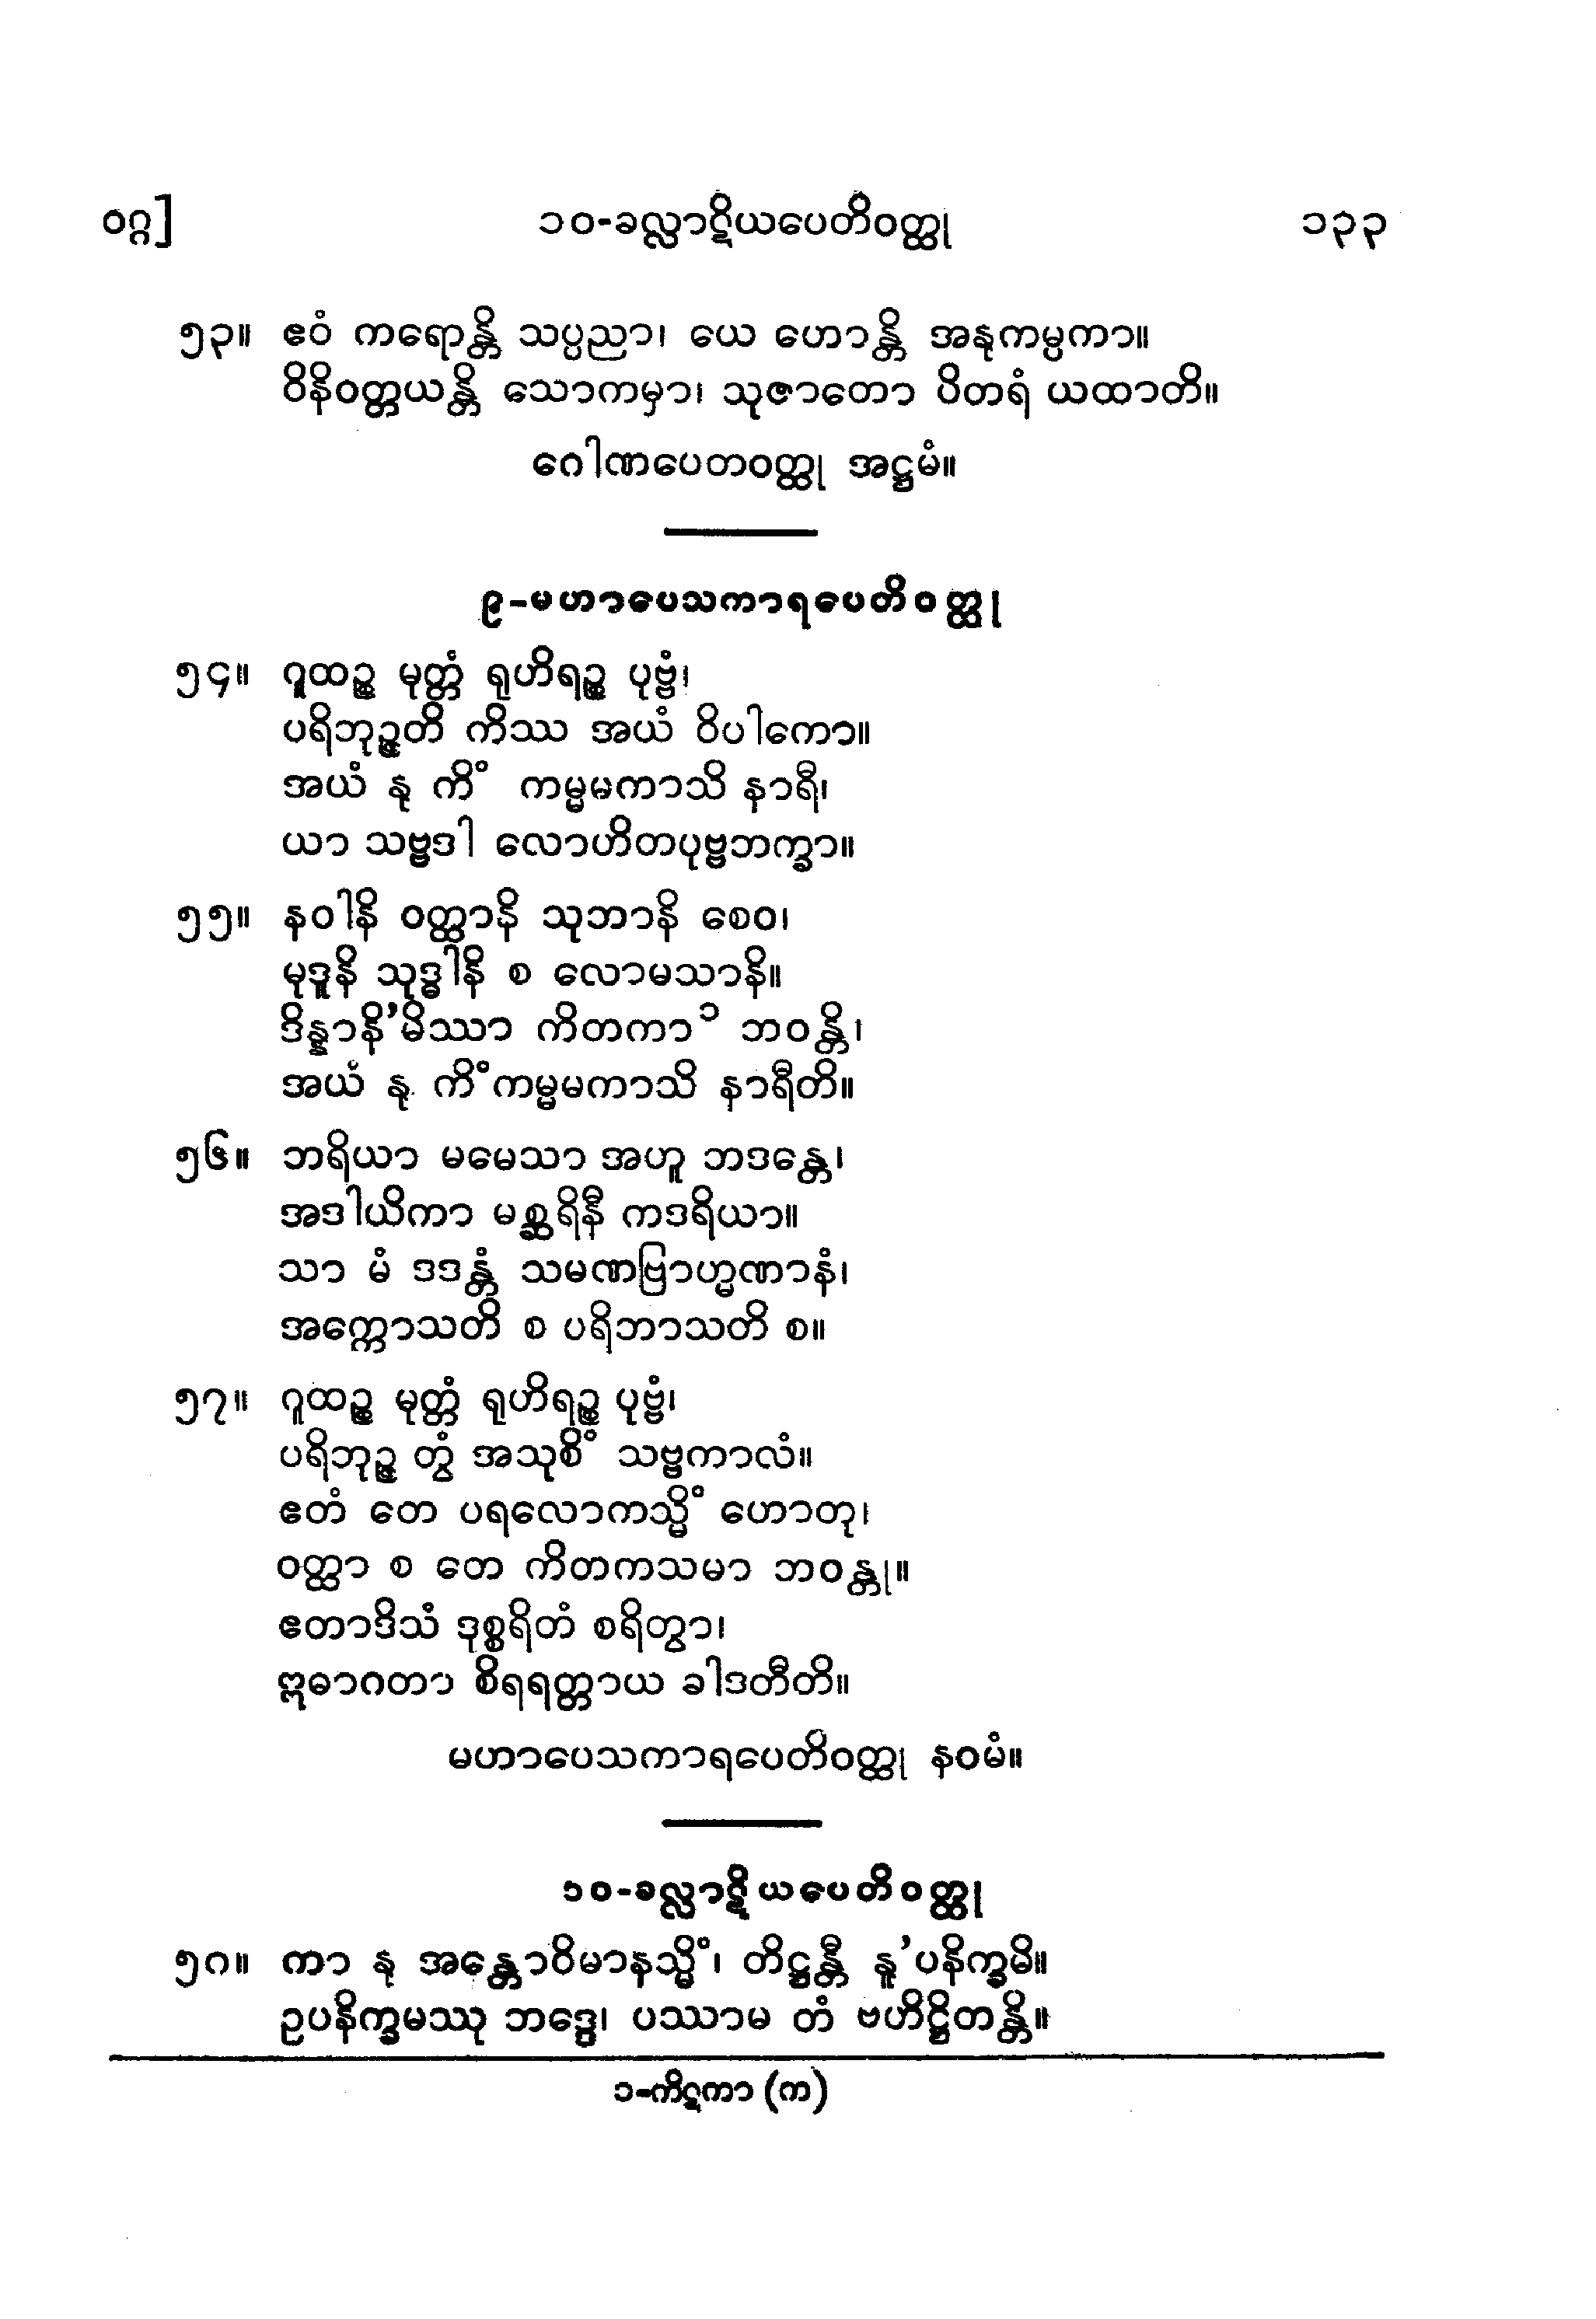 ဝဂ္ဂ]
၁၀-ခလ္လာဋိယပေတိဝတ္ထု
၁၃၃
၅၃။ ဧဝံ ကရောန္တိ သပ္ပညာ၊ ယေ ဟောန္တိ အနုကမ္ပကာ။
ဝိနိဝတ္တယန္တိ သောကမှာ၊ သုဇာတော ပိတရံ ယထာတိ။
ဂေါဏပေတဝတ္ထု အဋ္ဌမံ။
၉-မဟာပေသကာရပေတိဝတ္ထု
၅၄။ ဂူထဉ္စ မုတ္တံ ရုဟိရဉ္စ ပုဗ္ဗံ၊
ပရိဘုဉ္ဇတိ ကိဿ အယံ ဝိပါကော။
အယံ နု ကိံ ကမ္မမကာသိ နာရီ၊
ယာ သဗ္ဗဒါ လောဟိတပုဗ္ဗဘက္ခာ။
၅၅။ နဝါနိ ဝတ္ထာနိ သုဘာနိ စေဝ၊
မုဒူနိ သုဒ္ဓါနိ စ လောမသာနိ။
ဒိန္နာနိ’မိဿာ ကိတကာ ၁ ဘဝန္တိ၊
အယံ နု ကိံကမ္မမကာသိ နာရီတိ။
၅၆။ ဘရိယာ မမေသာ အဟူ ဘဒန္တေ၊
အဒါယိကာ မစ္ဆရိနီ ကဒရိယာ။
သာ မံ ဒဒန္တံ သမဏဗြာဟ္မဏာနံ၊
အက္ကောသတိ စ ပရိဘာသတိ စ။
၅၇။ ဂူထဉ္စ မုတ္တံ ရုဟိရဉ္စ ပုဗ္ဗံ၊
ပရိဘုဉ္ဇ တွံ အသုစိံ သဗ္ဗကာလံ။
ဧတံ တေ ပရလောကသ္မိံ ဟောတု၊
ဝတ္ထာ စ တေ ကိတကသမာ ဘဝန္တု။
ဧတာဒိသံ ဒုစ္စရိတံ စရိတွာ၊
ဣဓာဂတာ စိရရတ္တာယ ခါဒတီတိ။
မဟာပေသကာရပေတိဝတ္ထု နဝမံ။
၁၀-ခလ္လာဋိယပေတိဝတ္ထု
၅၈။ ကာ နု အန္တောဝိမာနသ္မိံ၊ တိဋ္ဌန္တီ နူ’ပနိက္ခမိ။
ဥပနိက္ခမဿု ဘဒ္ဒေ၊ ပဿာမ တံ ဗဟိဋ္ဌိတန္တိ။
၁-ကိဋကာ (က)